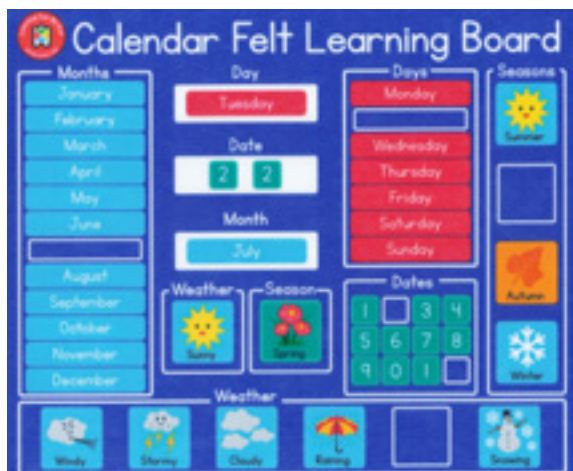 Calendar Felt Learning Board
Months
January
February
March
April
May
June
August
September
October
November
December
Day
Tuesday
Date
2 2
Month
July
Weather
Sunny
Season
Spring
Days
Monday
Wednesday
Thursday
Friday
Saturday
Sunday
Dates
1 3 4
5 6 7 8
9 0 1
Seasons
Summer
Autumn
Winter
Weather
Windy
Stormy
Cloudy
Raining
Snowing